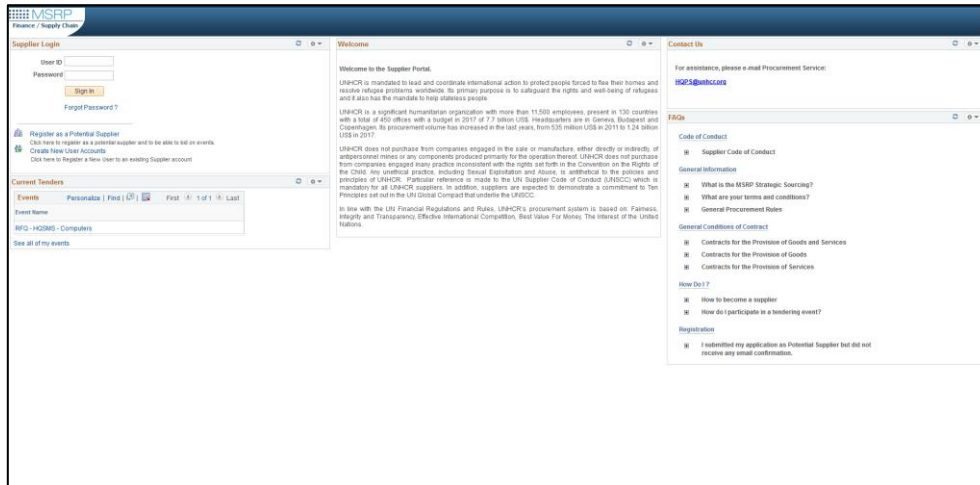 MSRP
Finance / Supply Chain
Supplier Login
User ID
Password
Sign In
Forgot Password ?
Register as a Potential Supplier
Click here to register as a potential supplier and to be able to bid on events.
Create New User Accounts
Click here to Register a New User to an existing Supplier account
Current Tenders
Events Personalize | Find | First 1 of 1 Last
Event Name
RFQ - HQSMS - Computers
See all of my events
Welcome
Welcome to the Supplier Portal.
UNHCR is mandated to lead and coordinate international action to protect people forced to flee their homes and
resolve refugee problems worldwide. Its primary purpose is to safeguard the rights and well-being of refugees
and it also has the mandate to help stateless people.
UNHCR is a significant humanitarian organization with more than 11,500 employees, present in 130 countries
with a total of 450 offices with a budget in 2017 of 7.7 billion US$. Headquarters are in Geneva, Budapest and
Copenhagen. Its procurement volume has increased in the last years, from 535 million US$ in 2011 to 1.24 billion
US$ in 2017.
UNHCR does not purchase from companies engaged in the sale or manufacture, either directly or indirectly, of
antipersonnel mines or any components produced primarily for the operation thereof. UNHCR does not purchase
from companies engaged in any practice inconsistent with the rights set forth in the Convention on the Rights of
the Child. Any unethical practice, including Sexual Exploitation and Abuse, is antithetical to the policies and
principles of UNHCR. Particular reference is made to the UN Supplier Code of Conduct (UNSCC) which is
mandatory for all UNHCR suppliers. In addition, suppliers are expected to demonstrate a commitment to Ten
Principles set out in the UN Global Compact that underlie the UNSCC.
In line with the UN Financial Regulations and Rules, UNHCR's procurement system is based on: Fairness,
Integrity and Transparency, Effective International Competition, Best Value For Money, The Interest of the United
Nations.
Contact Us
For assistance, please e-mail Procurement Service:
HQPS@unhcr.org
FAQs
Code of Conduct
Supplier Code of Conduct
General Information
What is the MSRP Strategic Sourcing?
What are your terms and conditions?
General Procurement Rules
General Conditions of Contract
Contracts for the Provision of Goods and Services
Contracts for the Provision of Goods
Contracts for the Provision of Services
How Do I ?
How to become a supplier
How do I participate in a tendering event?
Registration
I submitted my application as Potential Supplier but did not
receive any email confirmation.